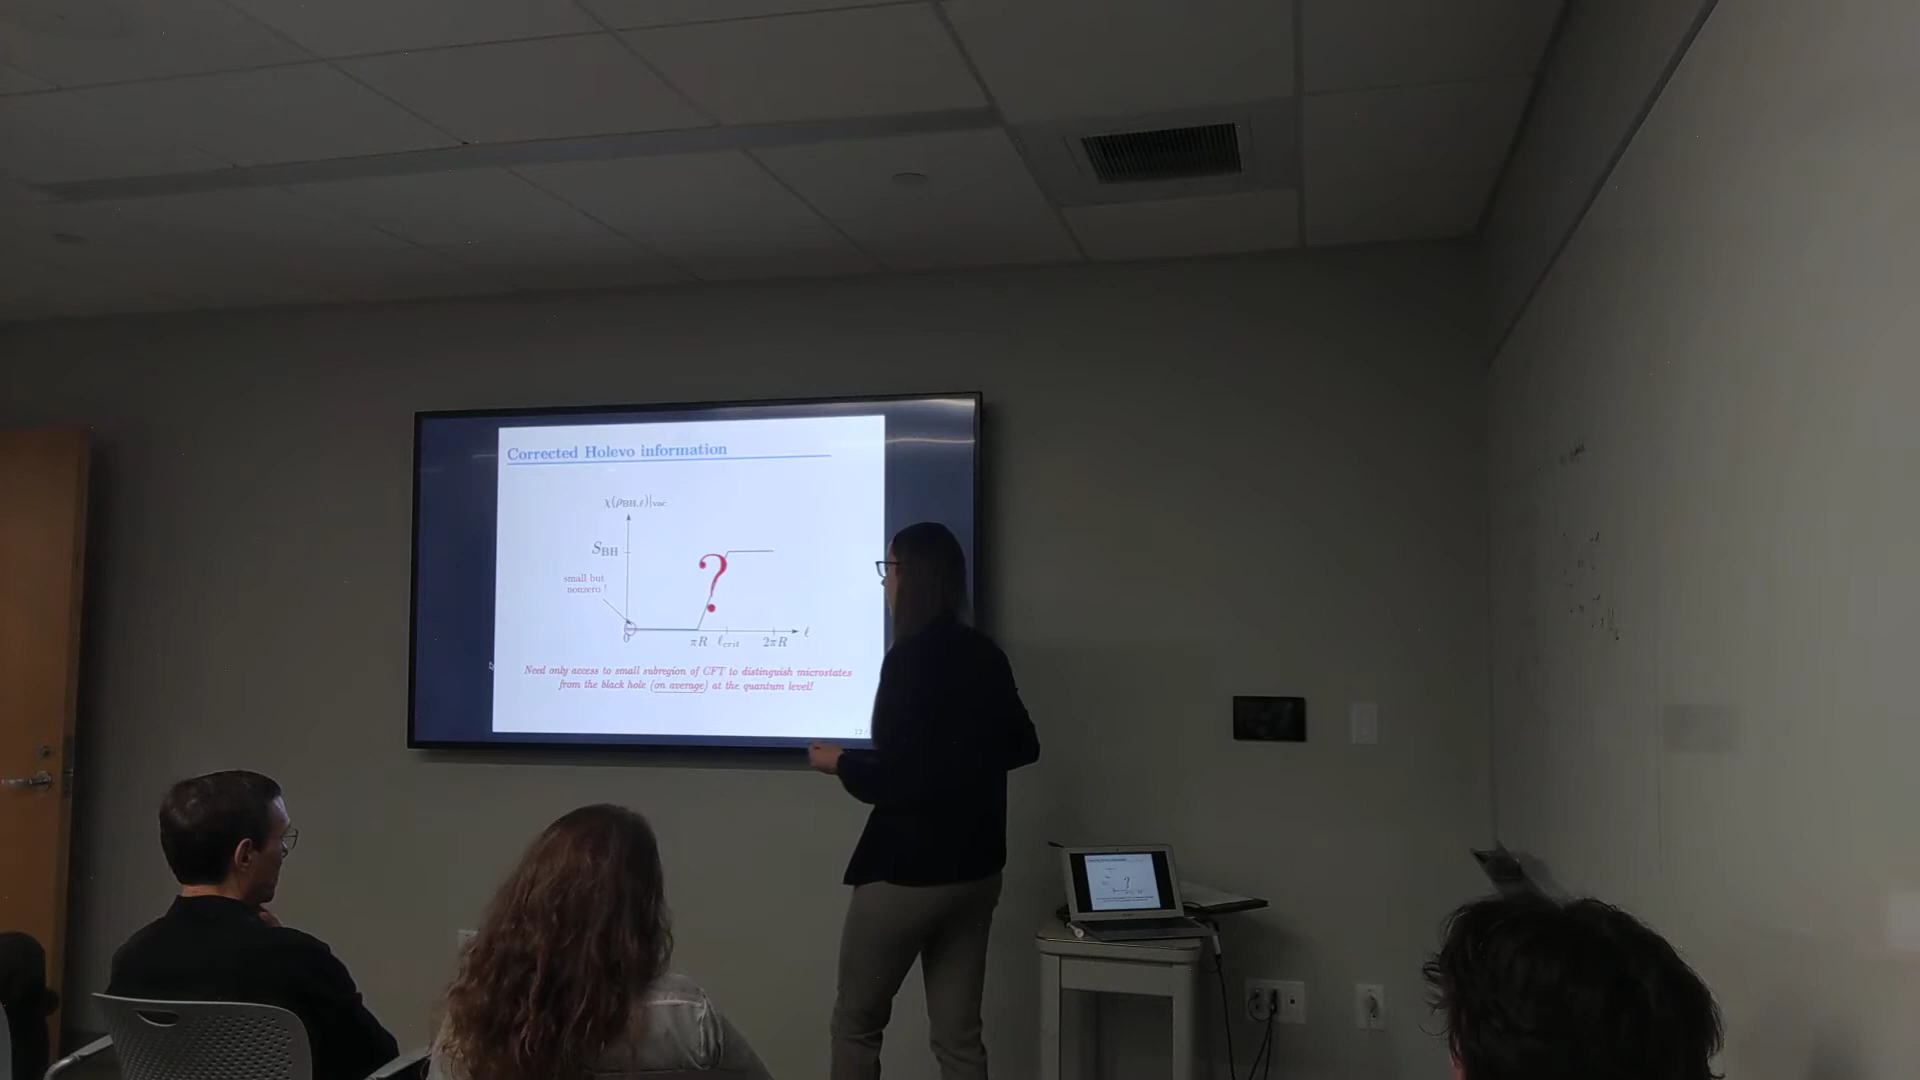 Corrected Holevo information
χ(ρBH,ℓ)|vac
SBH
small but
nonzero !
0
πR ℓcrit 2πR ℓ
?
Need only access to small subregion of CFT to distinguish microstates
from the black hole (on average) at the quantum level!